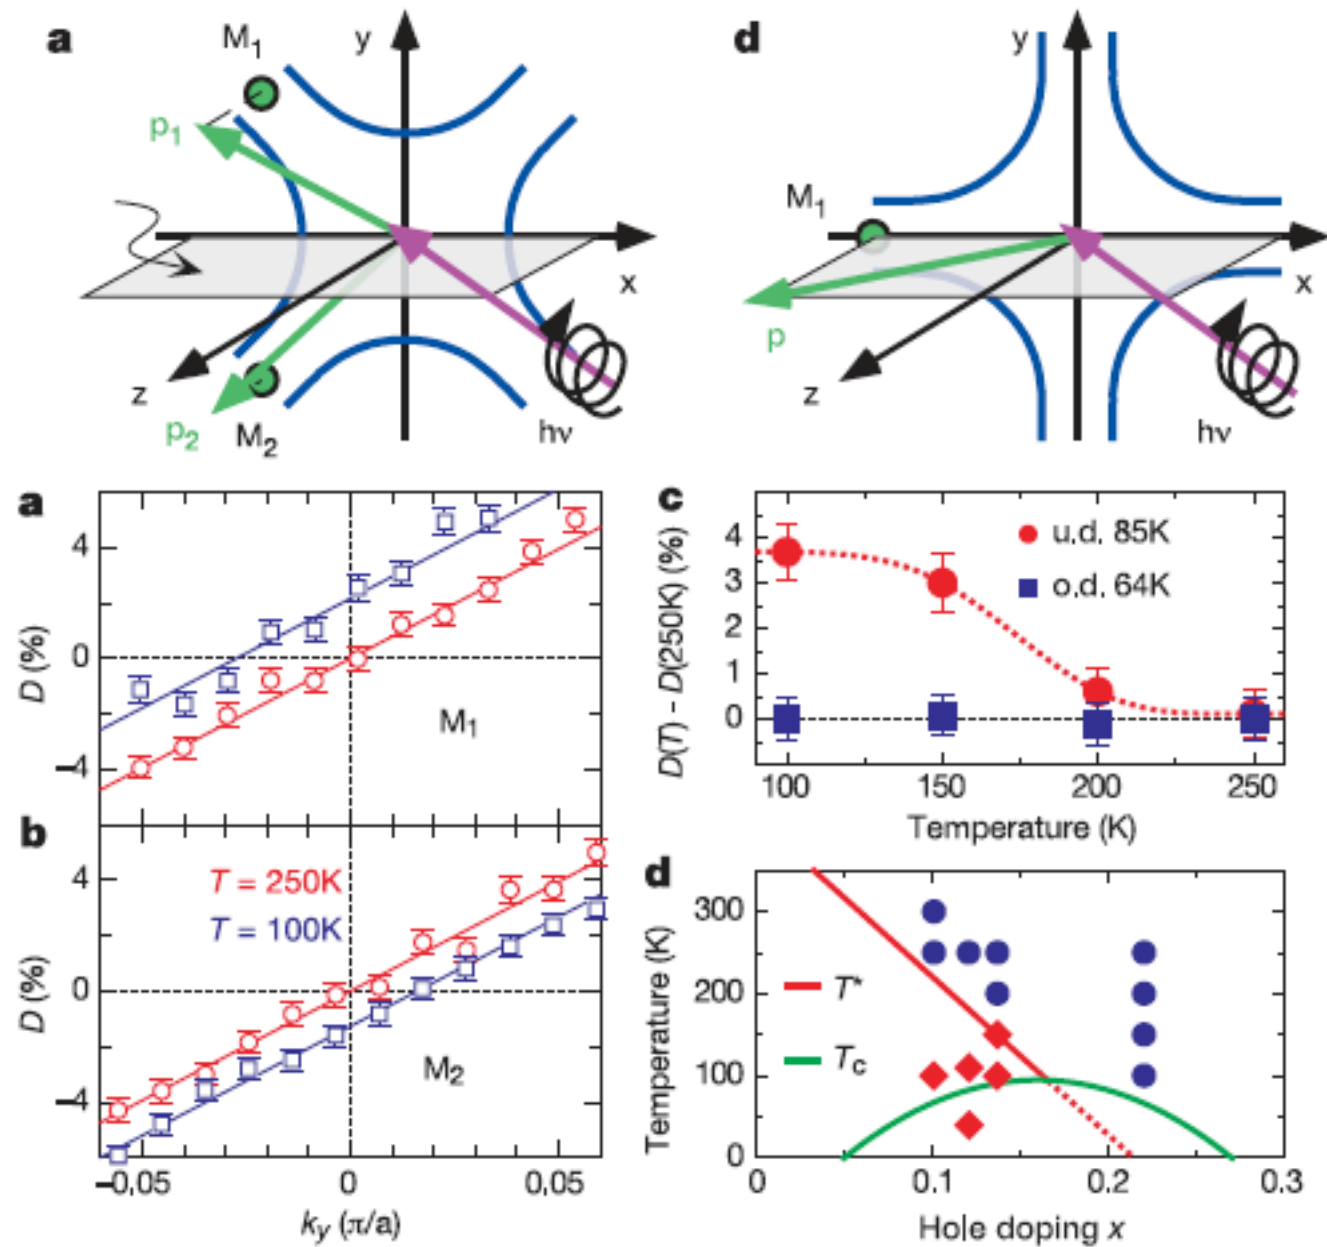 a
M1
y
p1
x
z
p2
M2
hν
d
y
M1
x
p
z
hν
a
4
0
−4
D (%)
M1
b
T = 250K
T = 100K
4
0
−4
D (%)
M2
−0.05 0 0.05
ky (π/a)
c
u.d. 85K
o.d. 64K
4
3
2
1
0
D(T) - D(250K) (%)
100 150 200 250
Temperature (K)
d
300
200
100
0
Temperature (K)
T*
Tc
0 0.1 0.2 0.3
Hole doping x